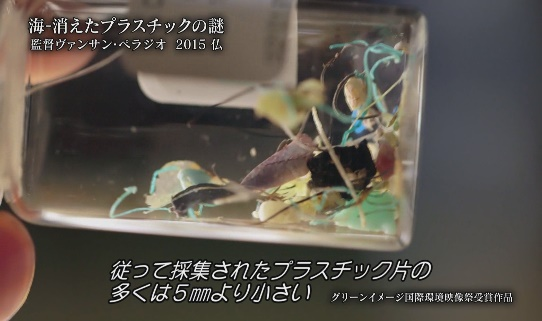 海-消えたプラスチックの謎
監督ヴァンサン・ペラジオ 2015 仏
従って採集されたプラスチック片の
多くは5㎜より小さい
グリーンイメージ国際環境映像祭受賞作品